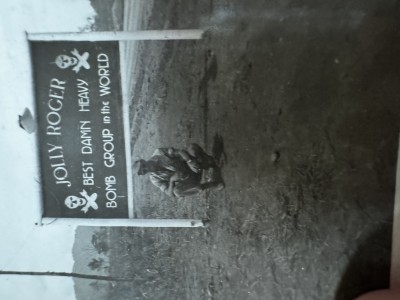 JOLLY ROGER
BEST DAMN HEAVY
BOMB GROUP in the WORLD